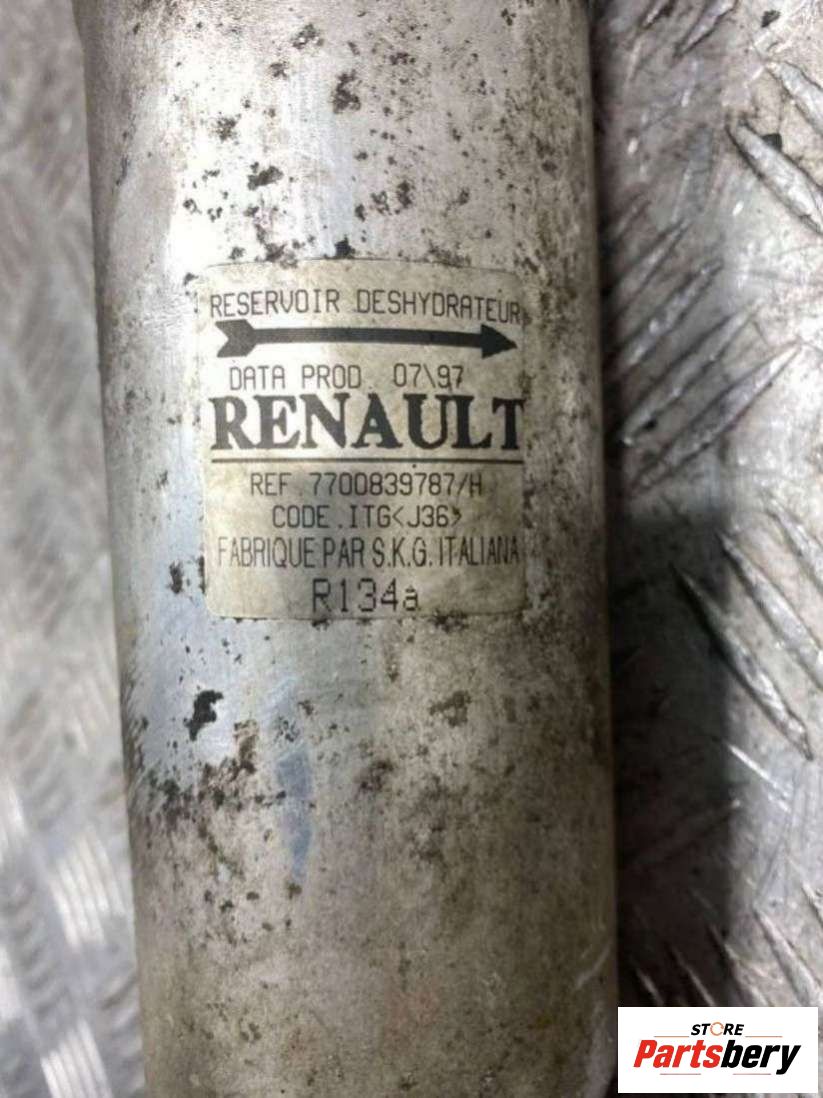 RESERVOIR DESHYDRATEUR
DATA PROD. 07\97
RENAULT
REF.7700839787/H
CODE.ITG<J36>
FABRIQUE PAR S.K.G. ITALIANA
R134a
STORE
Partsbery